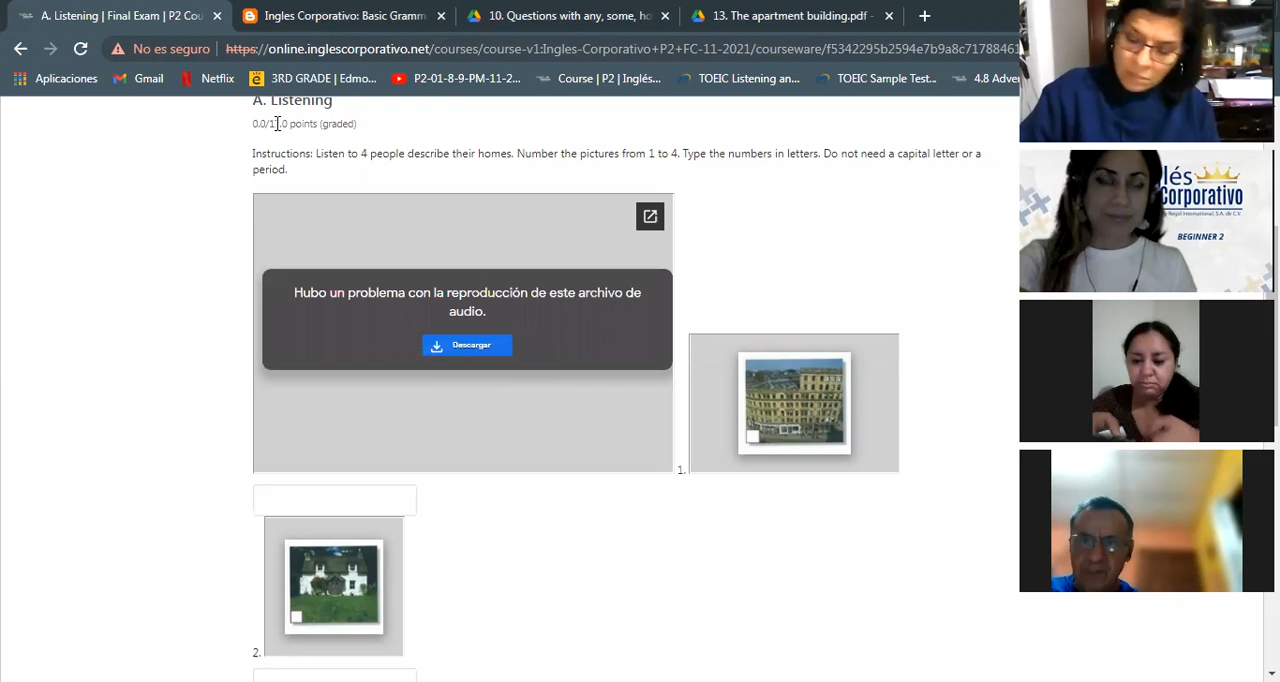 A. Listening | Final Exam | P2 Cou
Ingles Corporativo: Basic Gramm
10. Questions with any, some, ho
13. The apartment building.pdf -
No es seguro
https://online.inglescorporativo.net/courses/course-v1:Ingles-Corporativo+P2+FC-11-2021/courseware/f5342295b2594e7b9a8c71788461
Aplicaciones
Gmail
Netflix
3RD GRADE | Edmo...
P2-01-8-9-PM-11-2...
Course | P2 | Inglés...
TOEIC Listening an...
TOEIC Sample Test...
4.8 Adver
A. Listening
0.0/1 .0 points (graded)
Instructions: Listen to 4 people describe their homes. Number the pictures from 1 to 4. Type the numbers in letters. Do not need a capital letter or a
period.
Hubo un problema con la reproducción de este archivo de
audio.
Descargar
1.
2.
lés
Corporativo
by Regal International, S.A. de C.V.
BEGINNER 2